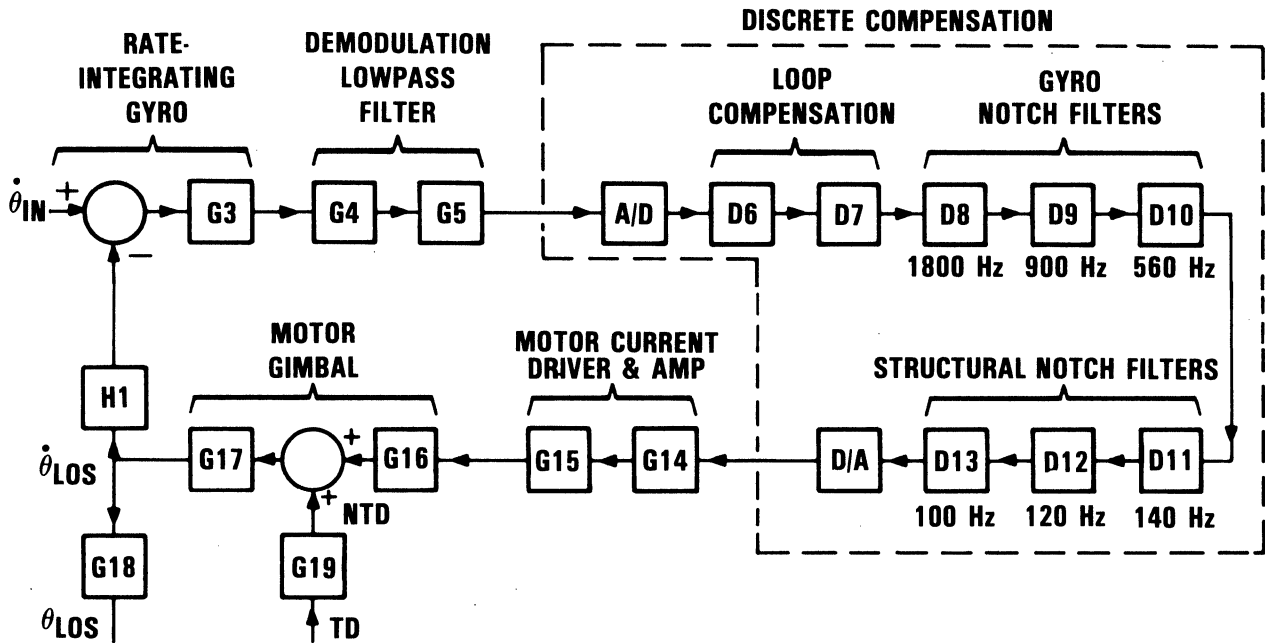 DISCRETE COMPENSATION
RATE-
INTEGRATING
GYRO
DEMODULATION
LOWPASS
FILTER
LOOP
COMPENSATION
GYRO
NOTCH FILTERS
θ̇IN
+
−
G3
G4
G5
A/D
D6
D7
D8
D9
D10
1800 Hz
900 Hz
560 Hz
MOTOR
GIMBAL
MOTOR CURRENT
DRIVER & AMP
STRUCTURAL NOTCH FILTERS
H1
θ̇LOS
G17
+
+
G16
G15
G14
D/A
D13
D12
D11
100 Hz
120 Hz
140 Hz
NTD
G18
G19
θLOS
TD